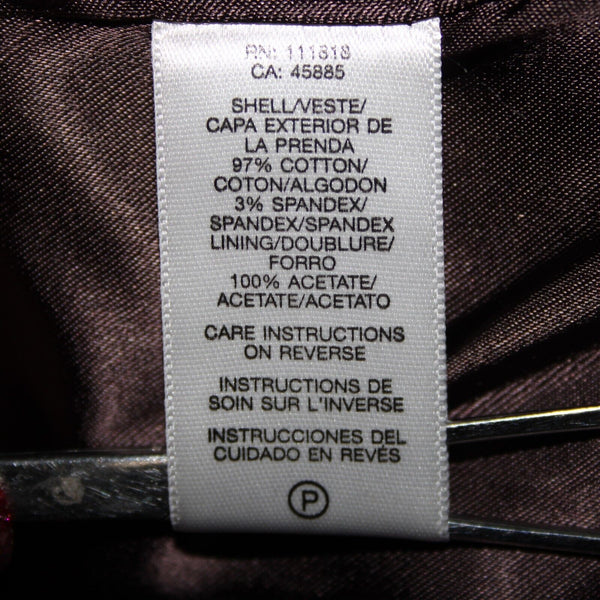 RN: 111818
CA: 45885
SHELL/VESTE/
CAPA EXTERIOR DE
LA PRENDA
97% COTTON/
COTON/ALGODON
3% SPANDEX/
SPANDEX/SPANDEX
LINING/DOUBLURE/
FORRO
100% ACETATE/
ACETATE/ACETATO
CARE INSTRUCTIONS
ON REVERSE
INSTRUCTIONS DE
SOIN SUR L'INVERSE
INSTRUCCIONES DEL
CUIDADO EN REVÉS
P